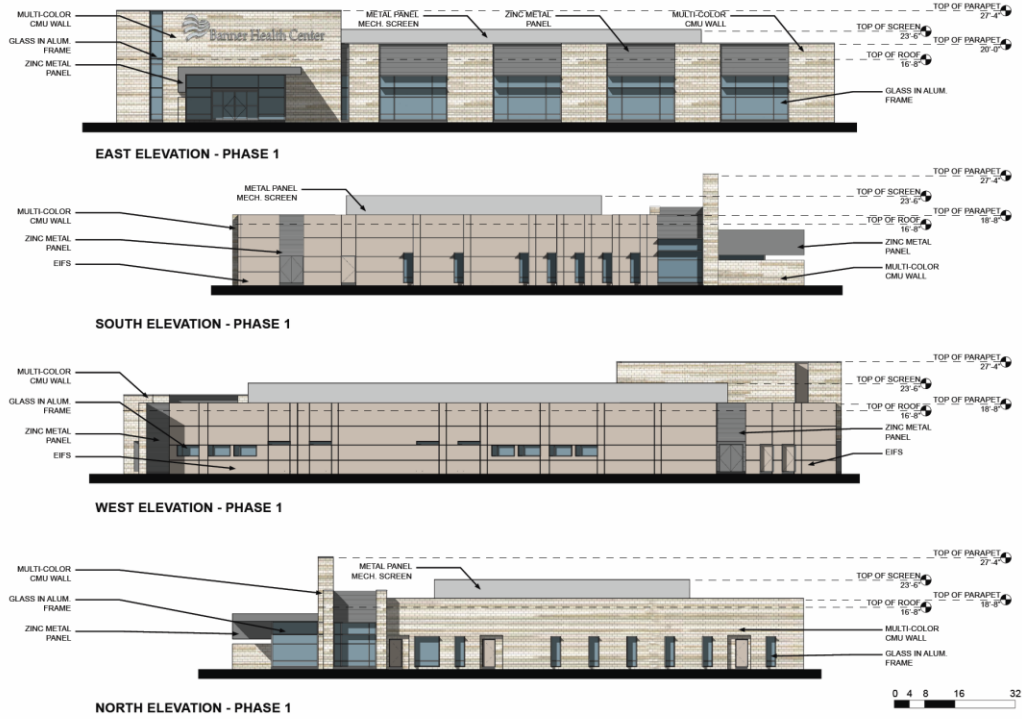 MULTI-COLOR
CMU WALL
GLASS IN ALUM.
FRAME
ZINC METAL
PANEL
Banner Health Center
METAL PANEL
MECH. SCREEN
ZINC METAL
PANEL
MULTI-COLOR
CMU WALL
TOP OF PARAPET
27'-4"
TOP OF SCREEN
23'-6"
TOP OF PARAPET
20'-0"
TOP OF ROOF
16'-8"
GLASS IN ALUM.
FRAME
EAST ELEVATION - PHASE 1
METAL PANEL
MECH. SCREEN
MULTI-COLOR
CMU WALL
ZINC METAL
PANEL
EIFS
TOP OF PARAPET
27'-4"
TOP OF SCREEN
23'-6"
TOP OF PARAPET
18'-8"
TOP OF ROOF
16'-8"
ZINC METAL
PANEL
MULTI-COLOR
CMU WALL
SOUTH ELEVATION - PHASE 1
MULTI-COLOR
CMU WALL
GLASS IN ALUM.
FRAME
ZINC METAL
PANEL
EIFS
TOP OF PARAPET
27'-4"
TOP OF SCREEN
23'-6"
TOP OF PARAPET
18'-8"
TOP OF ROOF
16'-8"
ZINC METAL
PANEL
EIFS
WEST ELEVATION - PHASE 1
MULTI-COLOR
CMU WALL
GLASS IN ALUM.
FRAME
ZINC METAL
PANEL
METAL PANEL
MECH. SCREEN
TOP OF PARAPET
27'-4"
TOP OF SCREEN
23'-6"
TOP OF PARAPET
18'-8"
TOP OF ROOF
16'-8"
MULTI-COLOR
CMU WALL
GLASS IN ALUM.
FRAME
0 4 8 16 32
NORTH ELEVATION - PHASE 1